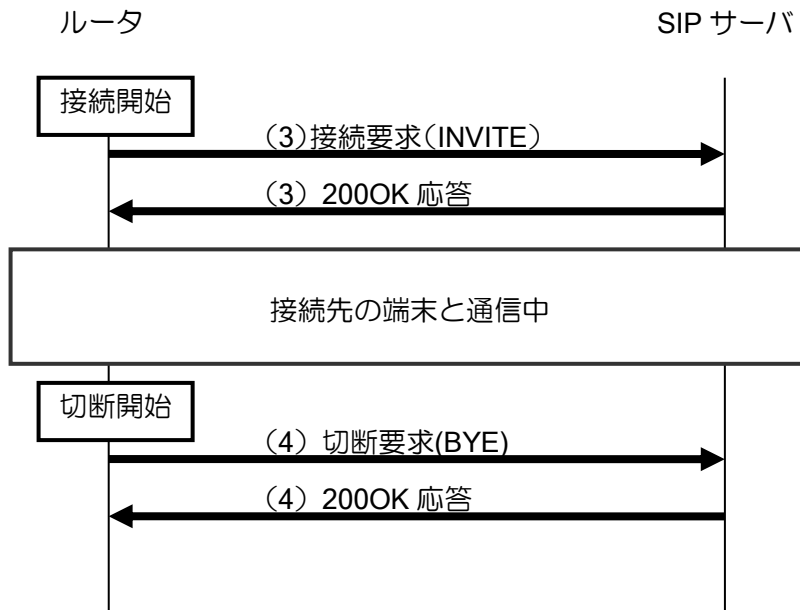 ルータ
SIP サーバ
接続開始
（3）接続要求（INVITE）
（3） 200OK 応答
接続先の端末と通信中
切断開始
（4） 切断要求(BYE)
（4） 200OK 応答